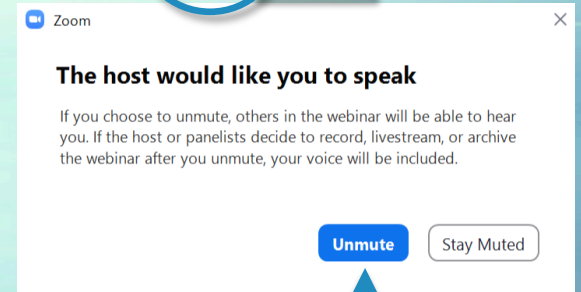 Zoom
The host would like you to speak
If you choose to unmute, others in the webinar will be able to hear
you. If the host or panelists decide to record, livestream, or archive
the webinar after you unmute, your voice will be included.
Unmute
Stay Muted